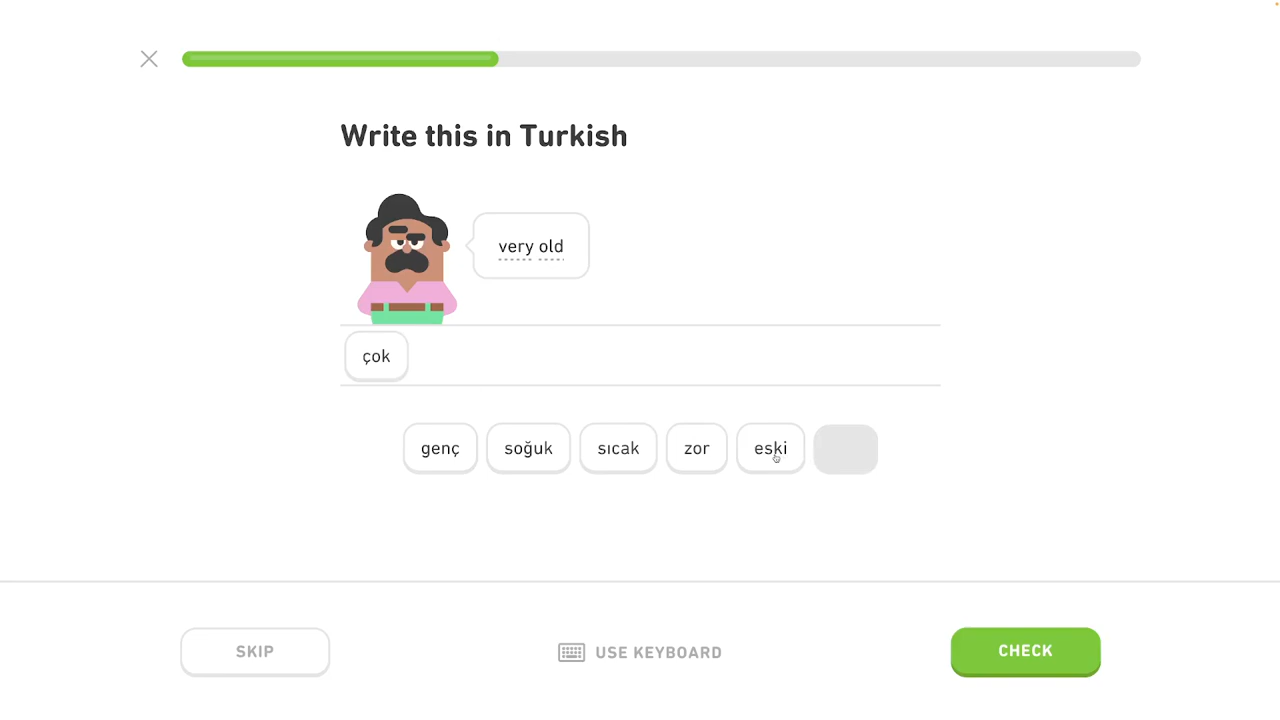 Write this in Turkish
very old
çok
genç soğuk sıcak zor eski
SKIP USE KEYBOARD CHECK